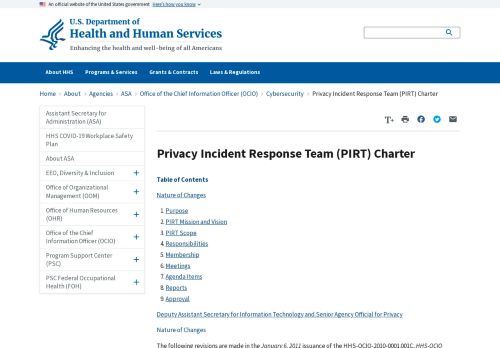 An official website of the United States government Here's how you know
U.S. Department of
Health and Human Services
Enhancing the health and well-being of all Americans
About HHS Programs & Services Grants & Contracts Laws & Regulations
Home > About > Agencies > ASA > Office of the Chief Information Officer (OCIO) > Cybersecurity > Privacy Incident Response Team (PIRT) Charter
Assistant Secretary for
Administration (ASA)
HHS COVID-19 Workplace Safety
Plan
About ASA
EEO, Diversity & Inclusion +
Office of Organizational
Management (OOM) +
Office of Human Resources
(OHR) +
Office of the Chief
Information Officer (OCIO) +
Program Support Center
(PSC) +
PSC Federal Occupational
Health (FOH) +
T+
Privacy Incident Response Team (PIRT) Charter
Table of Contents
Nature of Changes
1. Purpose
2. PIRT Mission and Vision
3. PIRT Scope
4. Responsibilities
5. Membership
6. Meetings
7. Agenda Items
8. Reports
9. Approval
Deputy Assistant Secretary for Information Technology and Senior Agency Official for Privacy
Nature of Changes
The following revisions are made in the January 6, 2011 issuance of the HHS-OCIO-2010-0001.001C, HHS-OCIO